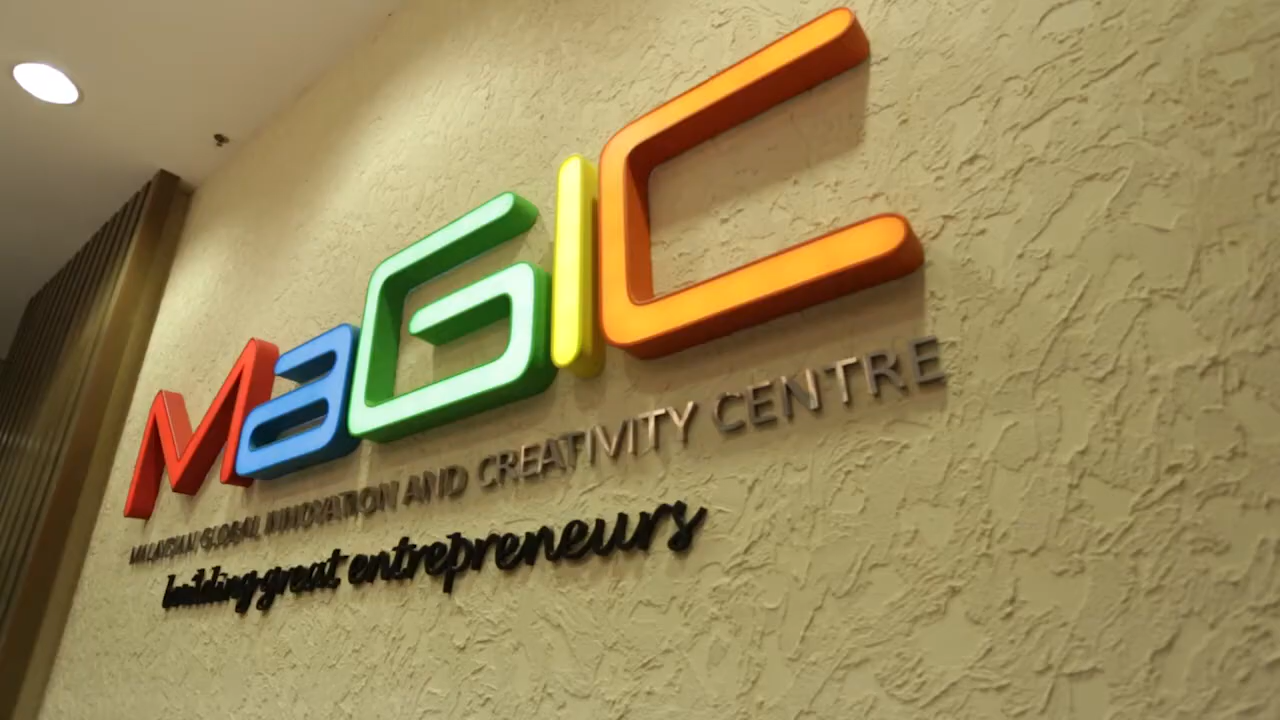 MaGIC
MALAYSIAN GLOBAL INNOVATION AND CREATIVITY CENTRE
building great entrepreneurs